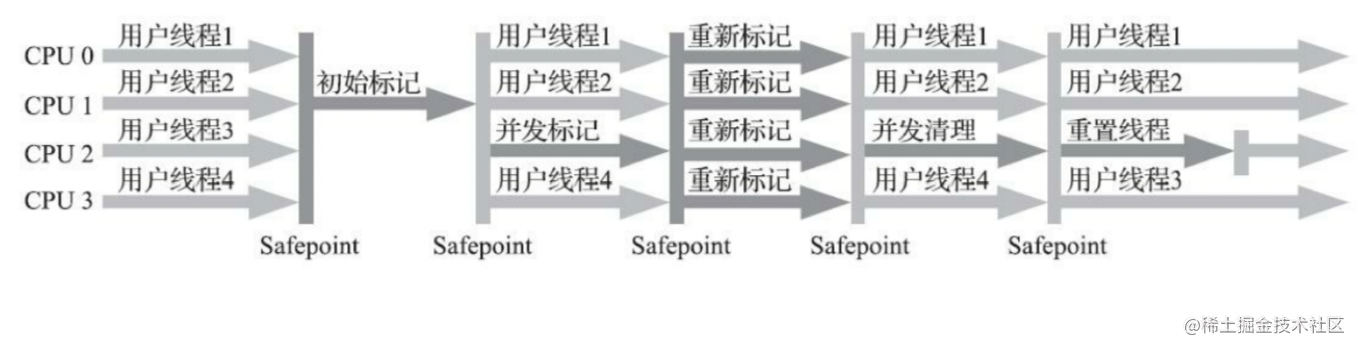 CPU 0 用户线程1 用户线程1 重新标记 用户线程1 用户线程1
CPU 1 用户线程2 初始标记 用户线程2 重新标记 用户线程2 用户线程2
CPU 2 用户线程3 并发标记 重新标记 并发清理 重置线程
CPU 3 用户线程4 用户线程4 重新标记 用户线程4 用户线程3
Safepoint Safepoint Safepoint Safepoint Safepoint
@稀土掘金技术社区